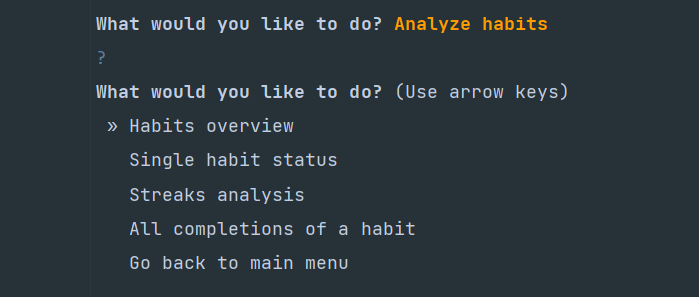 What would you like to do? Analyze habits
?
What would you like to do? (Use arrow keys)
» Habits overview
Single habit status
Streaks analysis
All completions of a habit
Go back to main menu